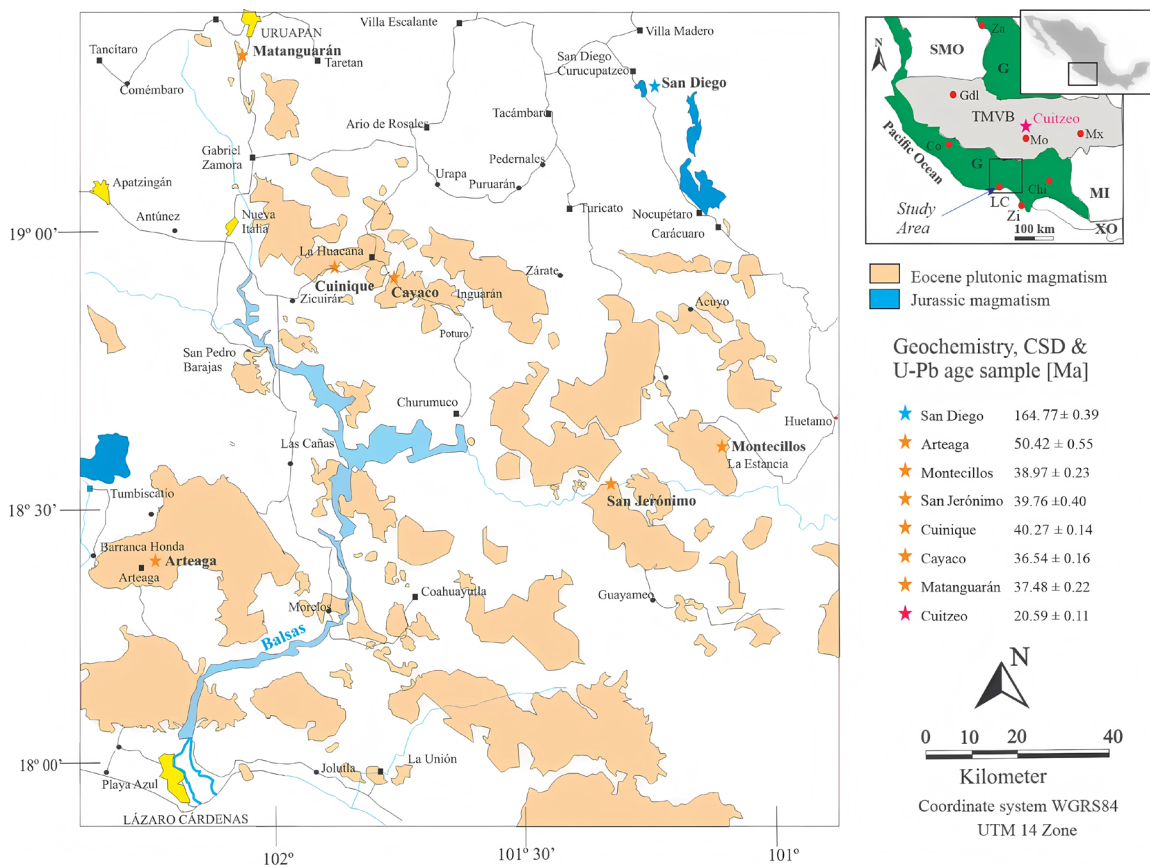 URUAPÁN
Villa Escalante
Villa Madero
Tancítaro
Matanguarán
Taretan
San Diego
Curucupatzeo
San Diego
Comémbaro
Ario de Rosales
Tacámbaro
Gabriel
Zamora
Pedernales
Urapa
Puruarán
Apatzingán
Antúnez
Nueva
Italia
Turicato
Nocupétaro
Carácuaro
19° 00'
La Huacana
Cuinique
Cayaco
Inguarán
Zárate
Zicuirán
Acuyo
Poturo
San Pedro
Barajas
Churumuco
Huetamo
Las Cañas
Montecillos
La Estancia
Tumbiscatio
San Jerónimo
18° 30'
Barranca Honda
Arteaga
Arteaga
Morelos
Coahuayutla
Guayameo
Balsas
18° 00'
Playa Azul
Jolutla
La Unión
LÁZARO CÁRDENAS
102°
101° 30'
101°
N
Za
SMO
G
Gdl
TMVB
Cuitzeo
Mo
Mx
Co
G
Pacific Ocean
Chi
MI
LC
Zi
XO
Study
Area
100 km
Eocene plutonic magmatism
Jurassic magmatism
Geochemistry, CSD &
U-Pb age sample [Ma]
San Diego 164.77 ± 0.39
Arteaga 50.42 ± 0.55
Montecillos 38.97 ± 0.23
San Jerónimo 39.76 ± 0.40
Cuinique 40.27 ± 0.14
Cayaco 36.54 ± 0.16
Matanguarán 37.48 ± 0.22
Cuitzeo 20.59 ± 0.11
N
0 10 20 20 40
Kilometer
Coordinate system WGRS84
UTM 14 Zone